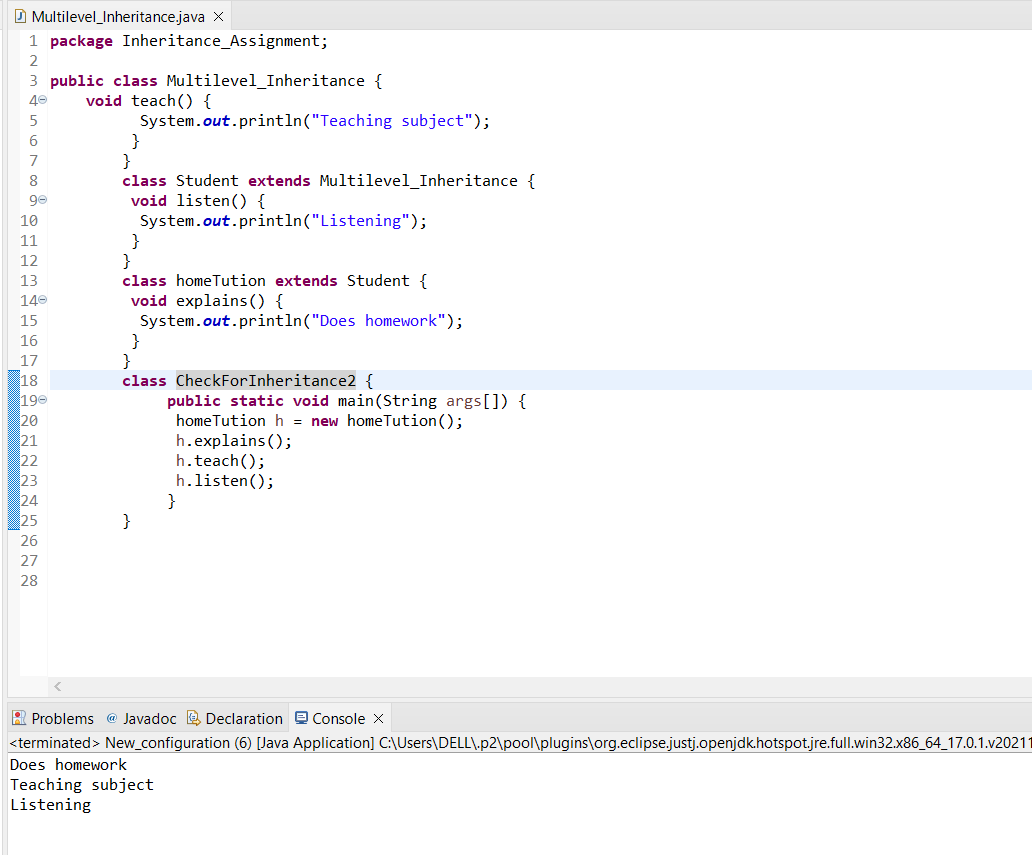 Multilevel_Inheritance.java
1 package Inheritance_Assignment;
2
3 public class Multilevel_Inheritance {
4 void teach() {
5 System.out.println("Teaching subject");
6 }
7 }
8 class Student extends Multilevel_Inheritance {
9 void listen() {
10 System.out.println("Listening");
11 }
12 }
13 class homeTution extends Student {
14 void explains() {
15 System.out.println("Does homework");
16 }
17 }
18 class CheckForInheritance2 {
19 public static void main(String args[]) {
20 homeTution h = new homeTution();
21 h.explains();
22 h.teach();
23 h.listen();
24 }
25 }
26
27
28
Problems @ Javadoc Declaration Console
<terminated> New_configuration (6) [Java Application] C:\Users\DELL\.p2\pool\plugins\org.eclipse.justj.openjdk.hotspot.jre.full.win32.x86_64_17.0.1.v20211
Does homework
Teaching subject
Listening